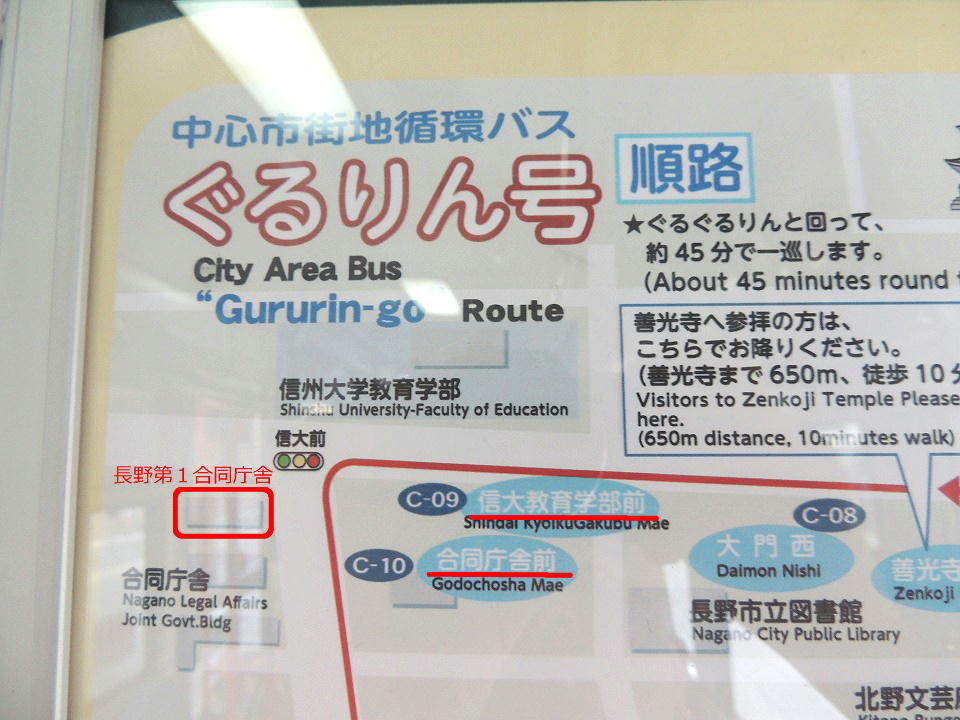 中心市街地循環バス
ぐるりん号
順路
City Area Bus
"Gururin-go" Route
★ぐるぐるりんと回って、
約45分で一巡します。
(About 45 minutes round
善光寺へ参拝の方は、
こちらでお降りください。
(善光寺まで650m、徒歩10分
Visitors to Zenkoji Temple Please
here.
(650m distance, 10minutes walk)
信州大学教育学部
Shinshu University-Faculty of Education
信大前
長野第1合同庁舎
C-09 信大教育学部前
Shindai KyoikuGakubu Mae
C-08
大門西
Daimon Nishi
C-10 合同庁舎前
Godochosha Mae
善光寺
Zenkoji
合同庁舎
Nagano Legal Affairs
Joint Govt.Bldg
長野市立図書館
Nagano City Public Library
北野文芸